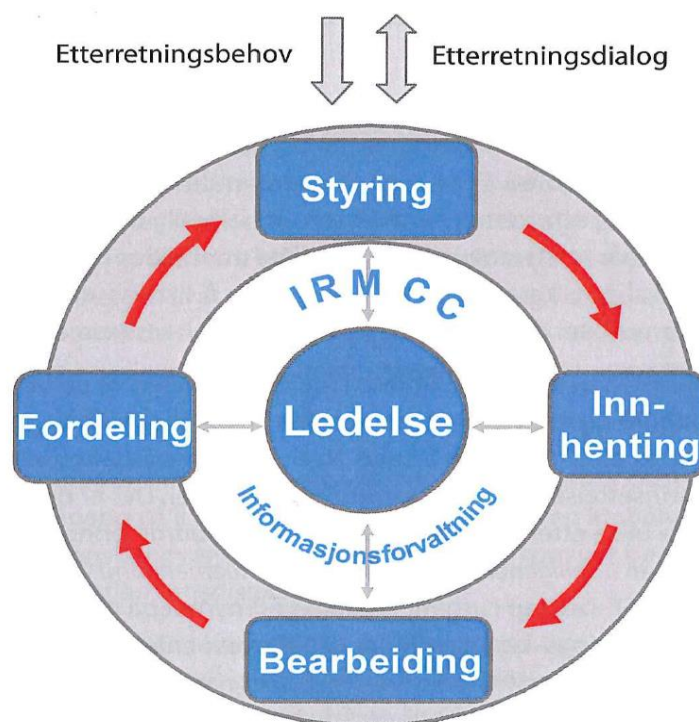 Etterretningsbehov
Etterretningsdialog
Styring
IRM CC
Fordeling
Ledelse
Inn-
henting
Informasjonsforvaltning
Bearbeiding